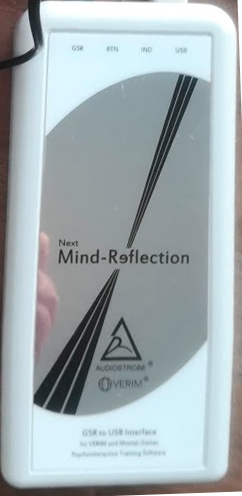 GSR RTN IND USB
Next
Mind-Reflection
AUDIOSTROBE®
VERIM®
GSR to USB Interface
for VERIM and Mental Games
Psychointeractive Training Software